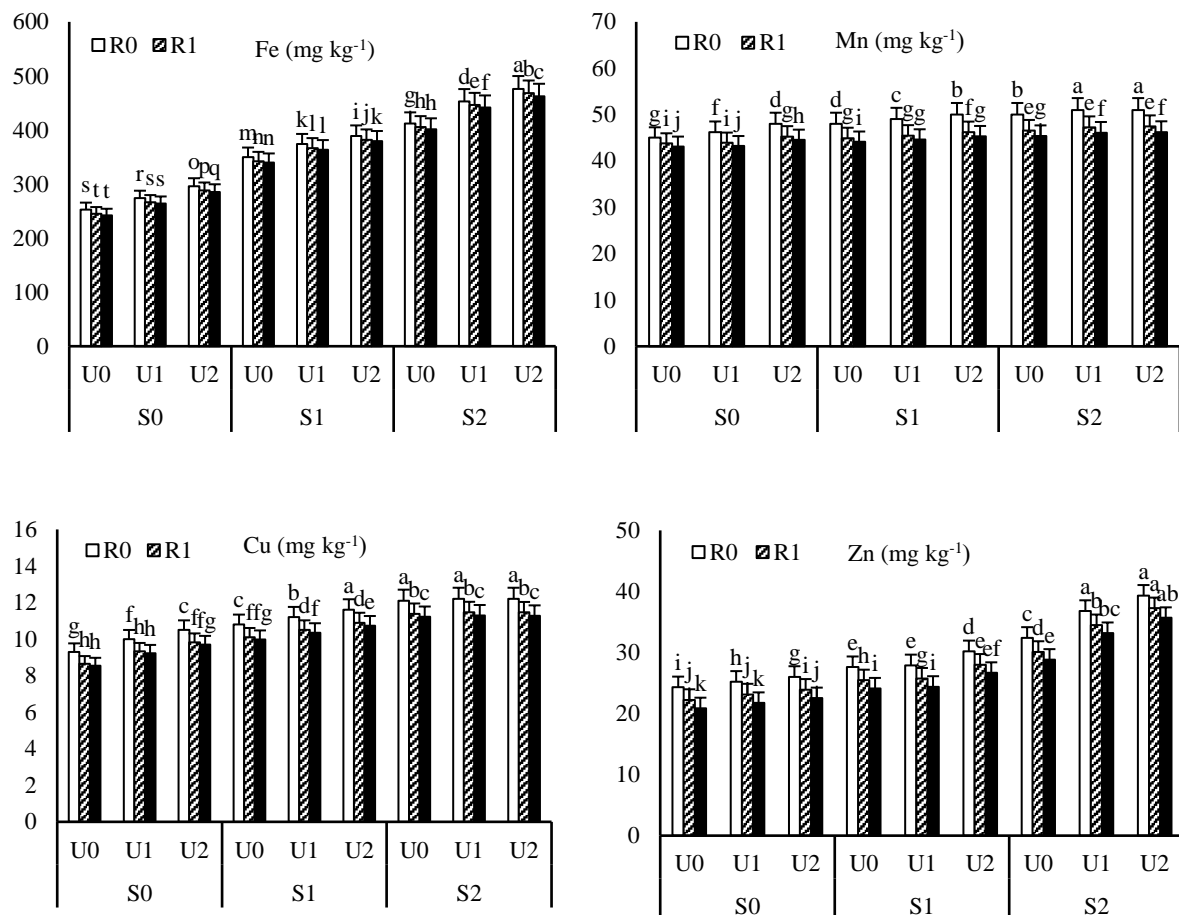 600
500
400
300
200
100
0
R0 R1 Fe (mg kg⁻¹)
s t t r s s o p q m n n k l l i j k g h h d e f a b c
U0 U1 U2 U0 U1 U2 U0 U1 U2
S0 S1 S2
70
60
50
40
30
20
10
0
R0 R1 Mn (mg kg⁻¹)
g i j f i j d g h d g i c g g b f g b e g a e f a e f
U0 U1 U2 U0 U1 U2 U0 U1 U2
S0 S1 S2
16
14
12
10
8
6
4
2
0
R0 R1 Cu (mg kg⁻¹)
g h h f h h c f fg c f fg b d f a d e a b c a b c a b c
U0 U1 U2 U0 U1 U2 U0 U1 U2
S0 S1 S2
50
40
30
20
10
0
R0 R1 Zn (mg kg⁻¹)
i j k h j k g i j e h i e g i d e ef c d e a b bc a a ab
U0 U1 U2 U0 U1 U2 U0 U1 U2
S0 S1 S2